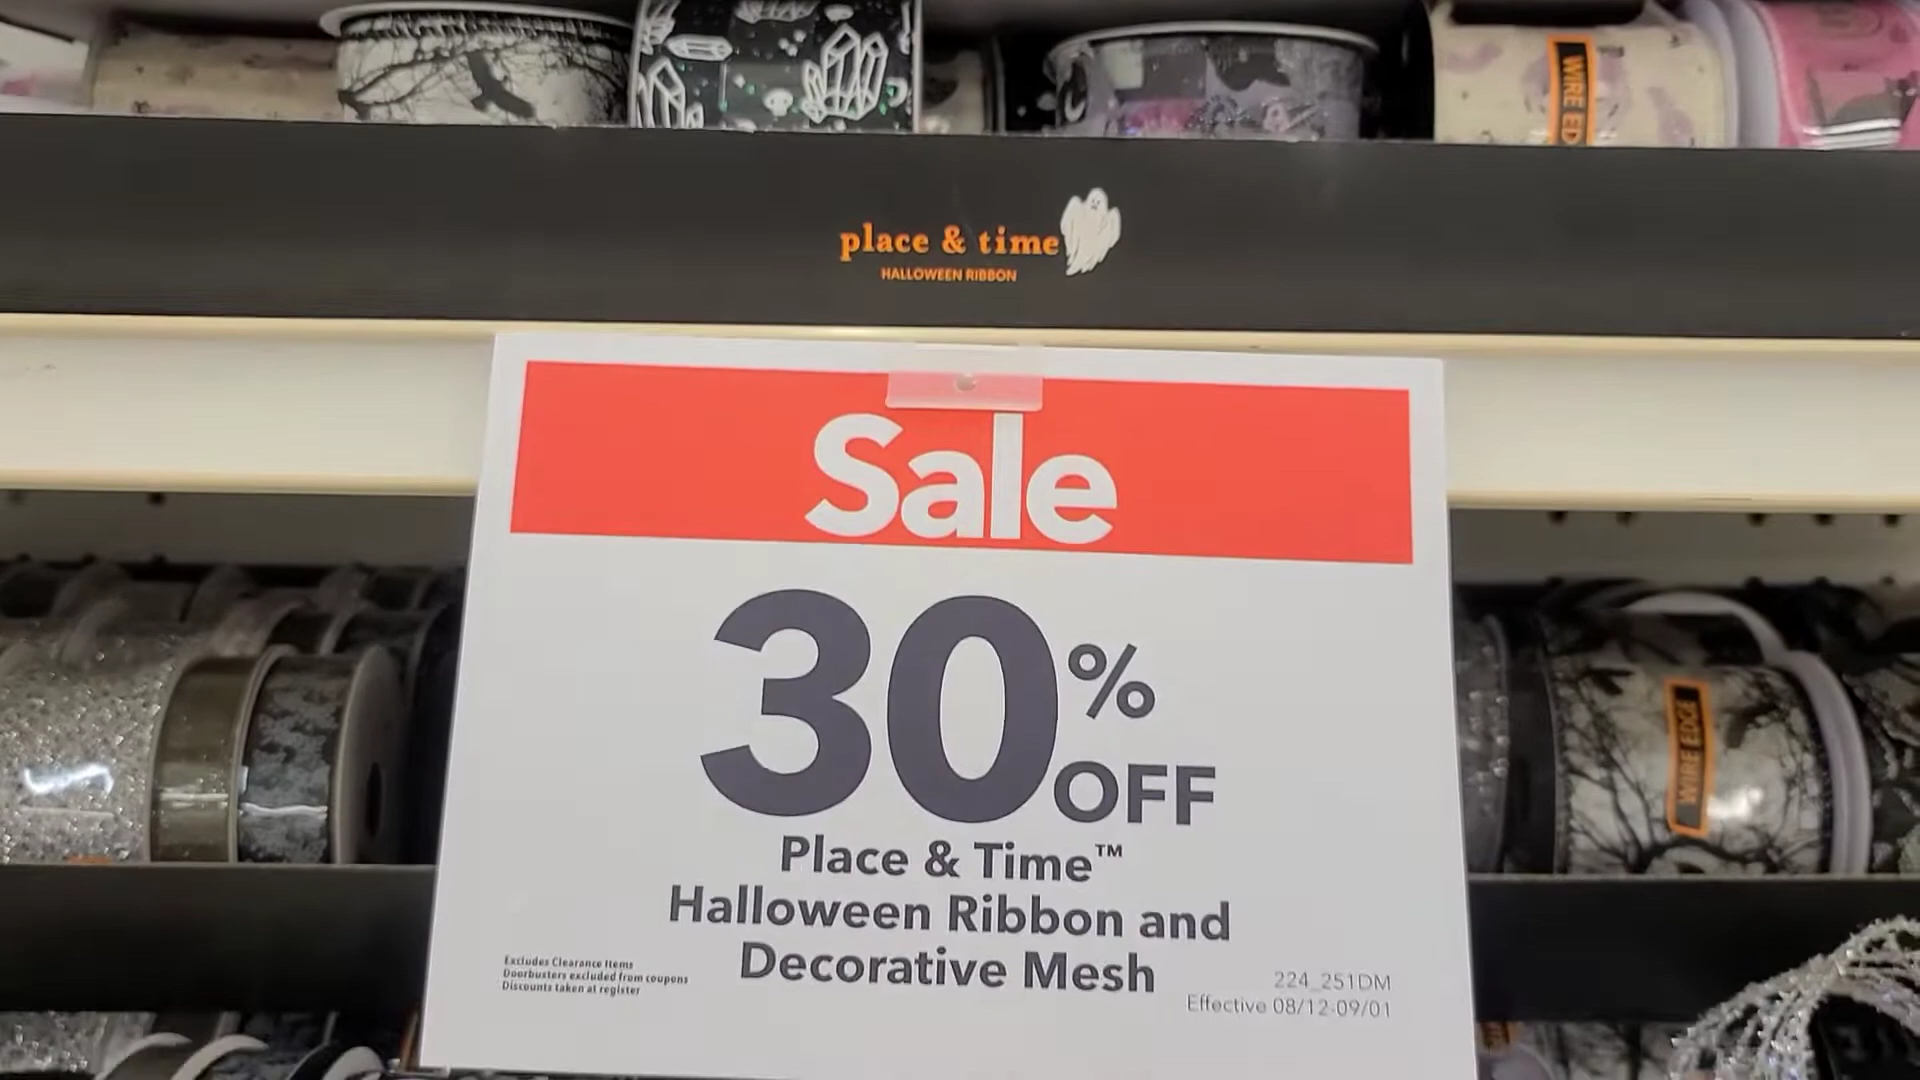 WIRE ED
place & time
HALLOWEEN RIBBON
Sale
30%
OFF
Place & Time™
Halloween Ribbon and
Decorative Mesh
Excludes Clearance Items
Doorbusters excluded from coupons
Discounts taken at register
224_251DM
Effective 08/12-09/01
WIRE EDGE